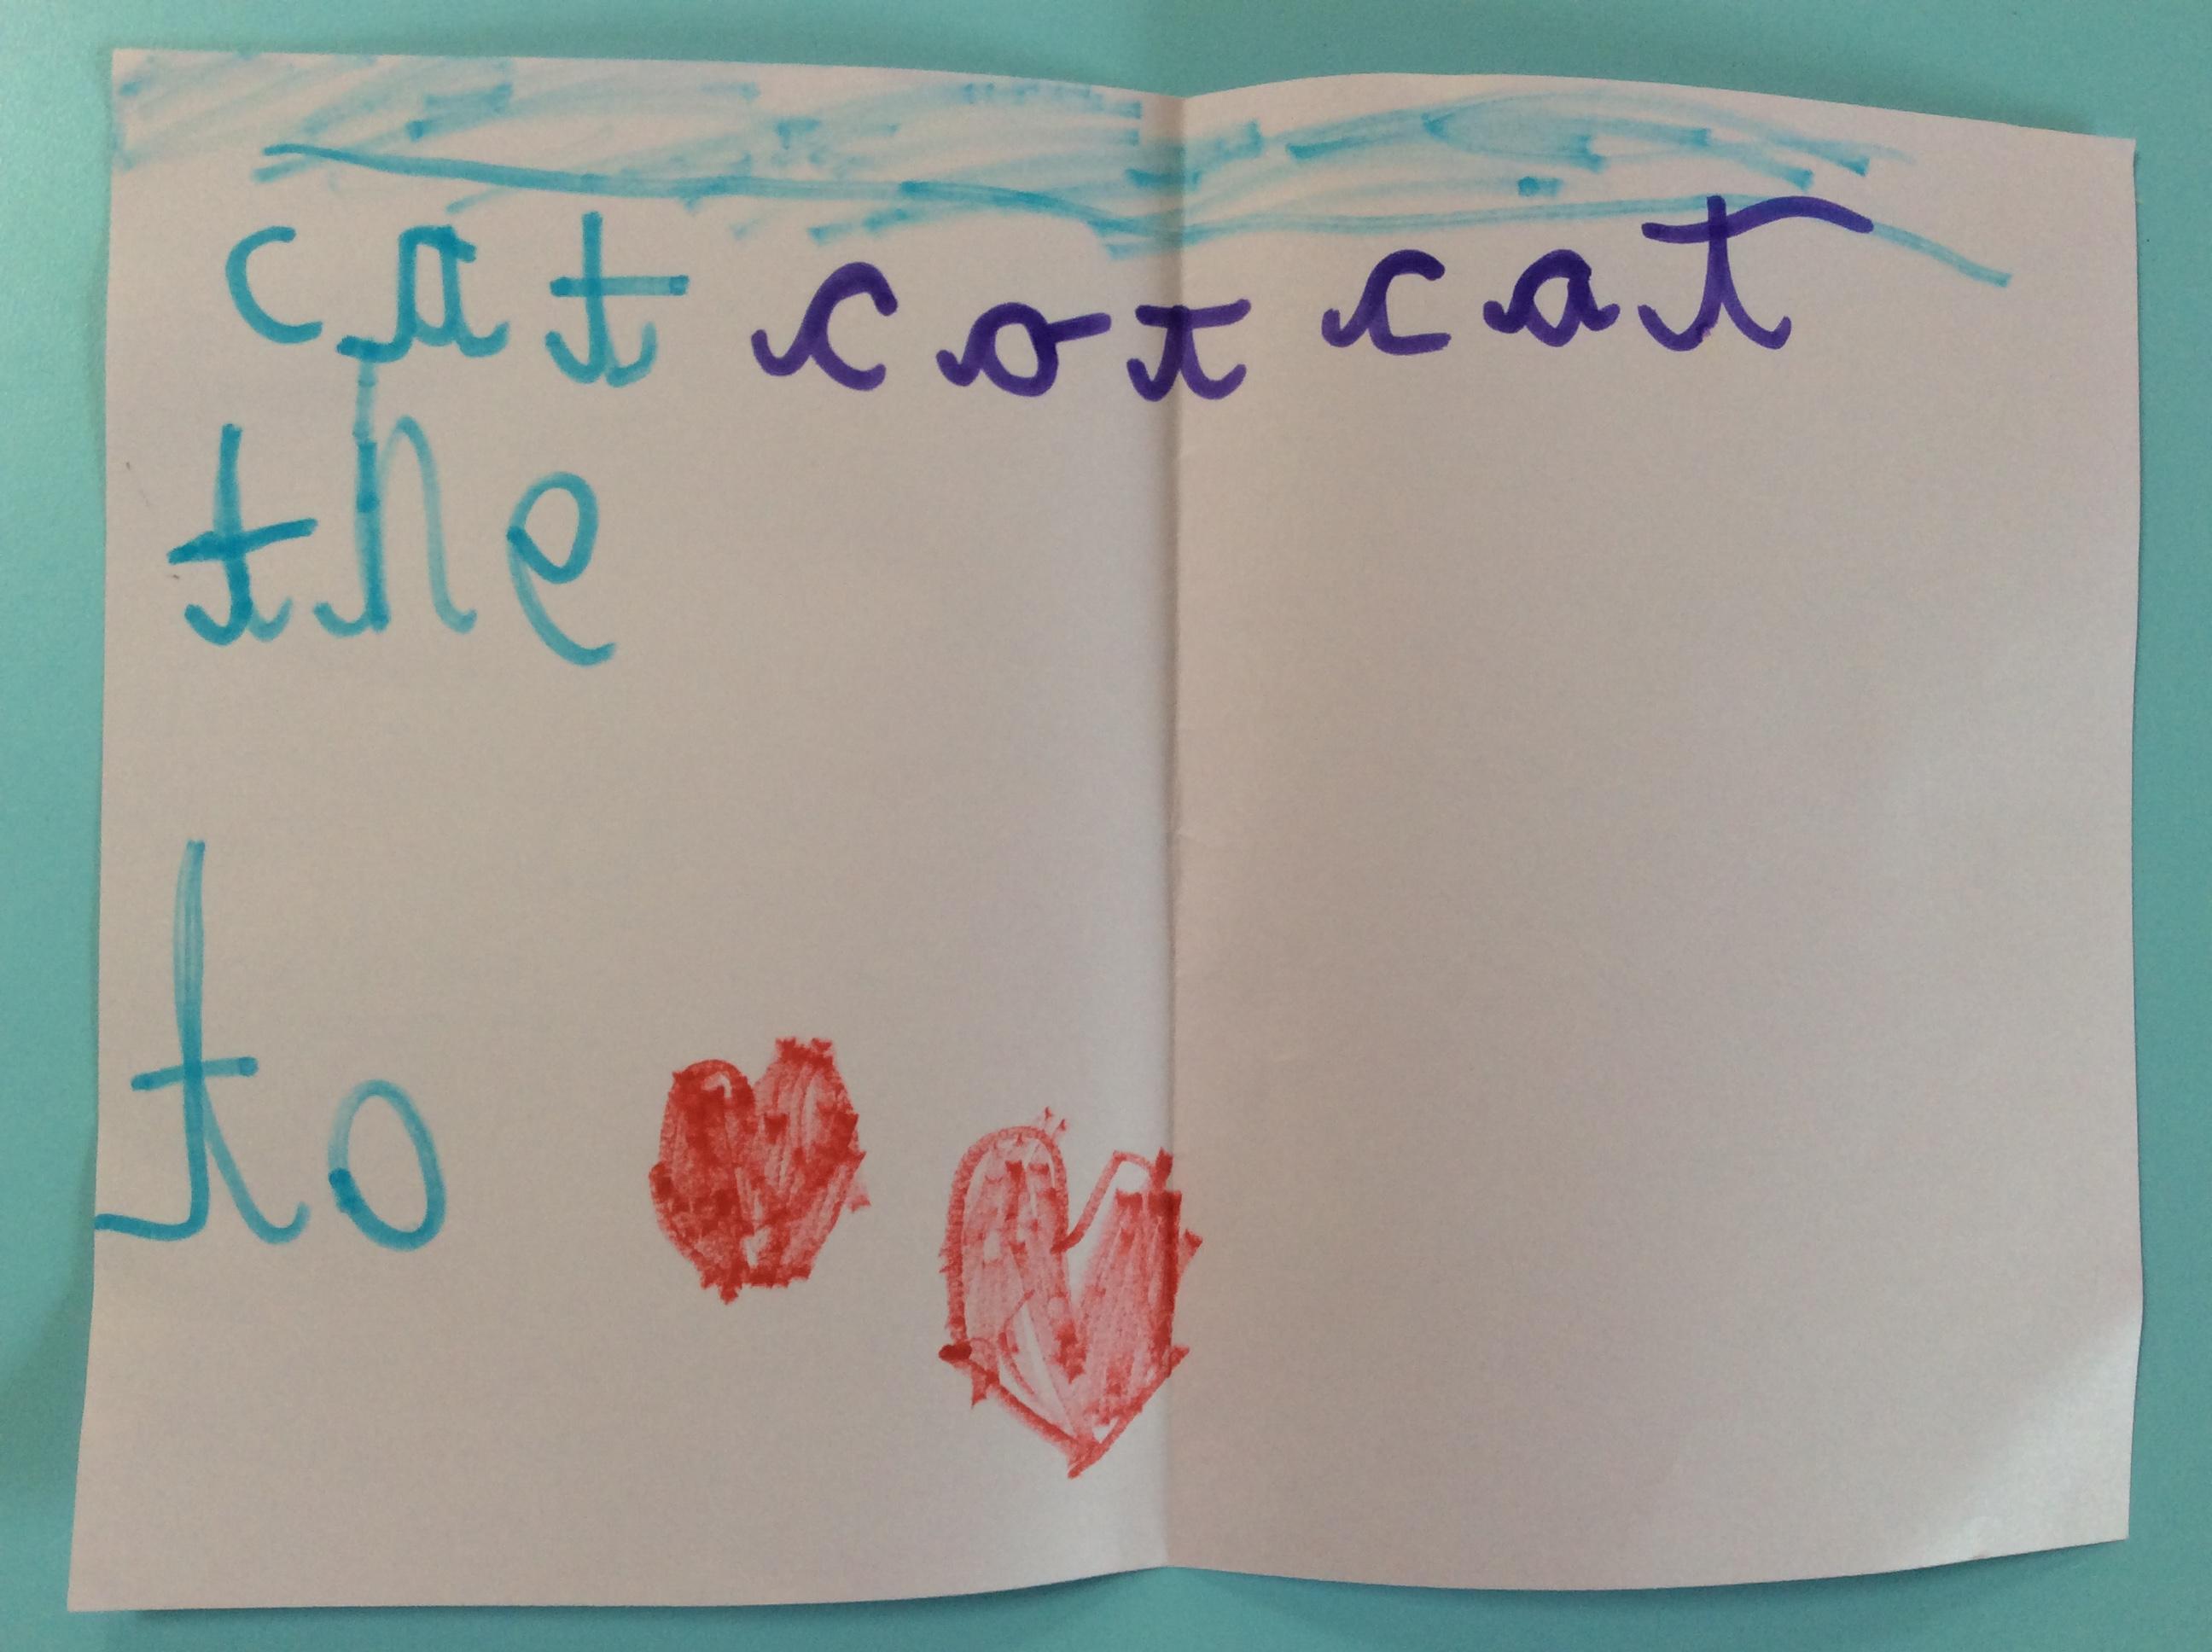 cat cot cat
the
to